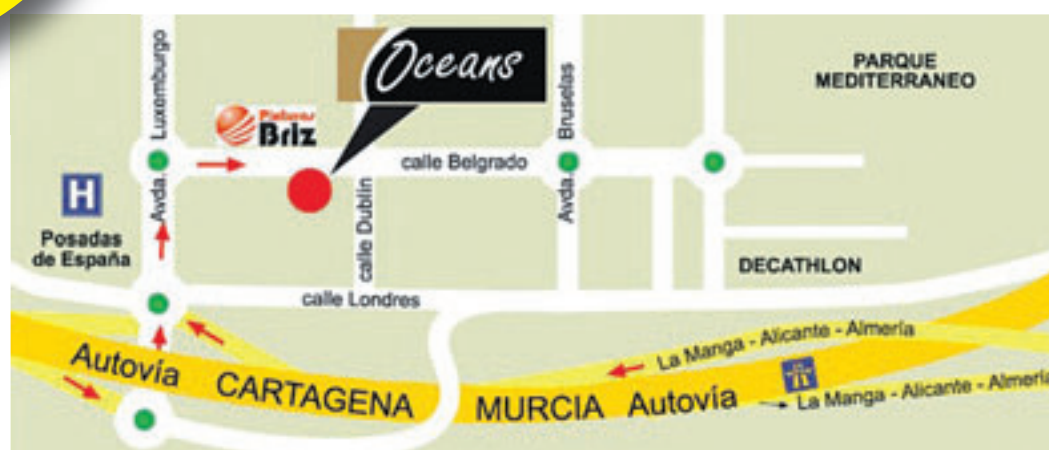 Luxemburgo
Avda.
Oceans
Pinturas
Briz
Bruselas
Avda.
PARQUE
MEDITERRANEO
calle Belgrado
H
Posadas
de España
calle Dublin
DECATHLON
calle Londres
La Manga - Alicante - Almería
Autovía CARTAGENA MURCIA Autovía
La Manga - Alicante - Almería